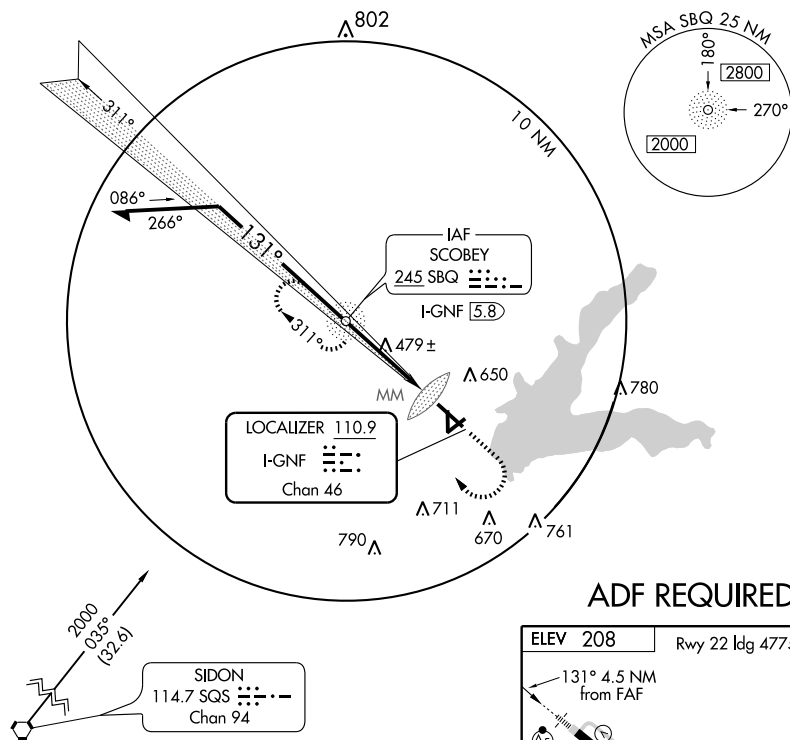 802
MSA SBQ 25 NM
180°
2800
270°
2000
10 NM
311°
086°
266°
131°
IAF
SCOBEY
245 SBQ
I-GNF 5.8
311°
479 ±
650
MM
780
LOCALIZER 110.9
I-GNF
Chan 46
711
670
761
790
2000
035°
(32.6)
SIDON
114.7 SQS
Chan 94
ADF REQUIRED
ELEV 208
Rwy 22 ldg 477
131° 4.5 NM
from FAF